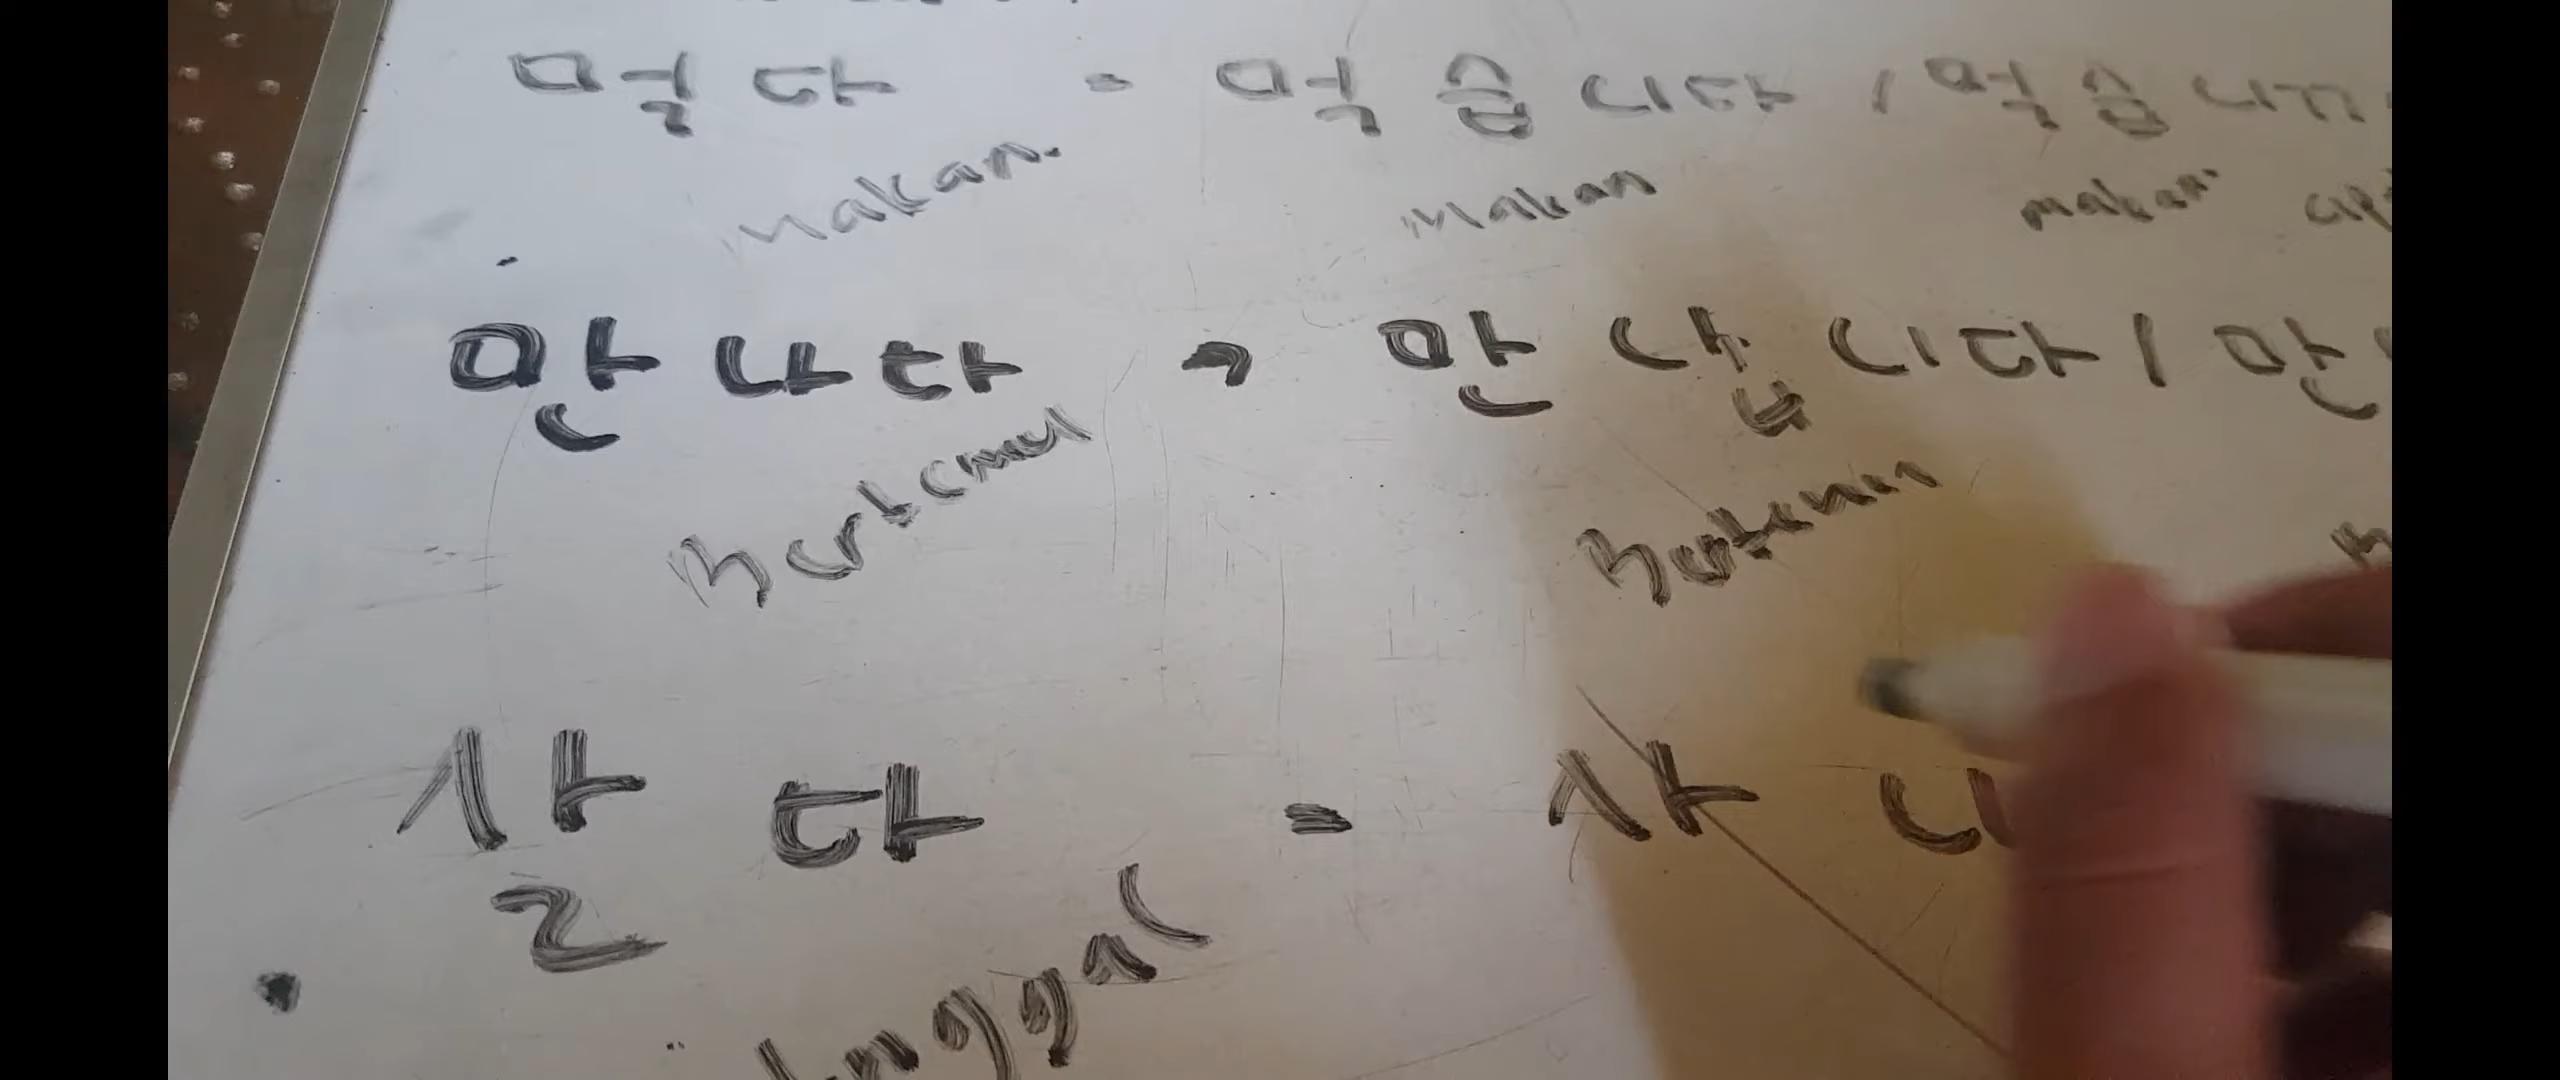 먹다 = 먹습니다 / 먹습니까
makan. makan makan
만나다 = 만납니다 / 만
Bertemu Bertemu
살다 = 사니
tinggal